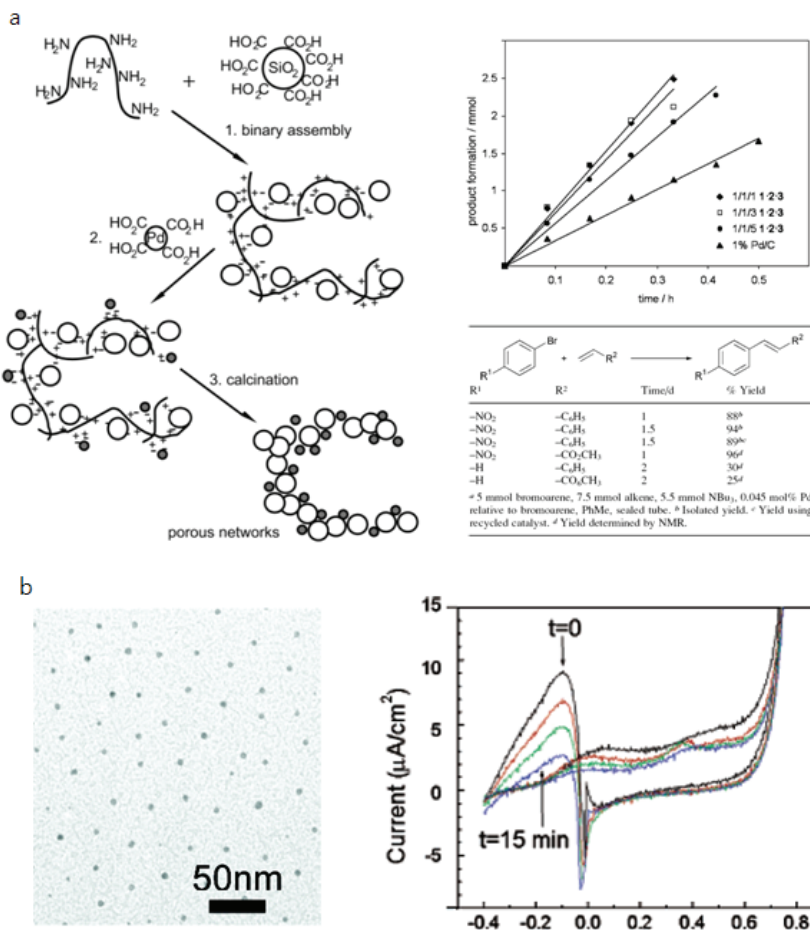 a
H₂N NH₂
H₂N NH₂
H₂N NH₂
NH₂
+
HO₂C CO₂H
HO₂C SiO₂ CO₂H
HO₂C CO₂H
HO₂C CO₂H
1. binary assembly
2. HO₂C CO₂H
Pd
HO₂C CO₂H
3. calcination
porous networks
product formation / mmol
2.5
2
1.5
1
0.5
0.1 0.2 0.3 0.4 0.5
time / h
1/1/1 1·2·3
1/1/3 1·2·3
1/1/5 1·2·3
1% Pd/C
R¹ Br + R² R¹ R²
R¹ R² Time/d % Yield
–NO₂ –C₆H₅ 1 88ᵇ
–NO₂ –C₆H₅ 1.5 94ᵇ
–NO₂ –C₆H₅ 1.5 89ᵇᶜ
–NO₂ –CO₂CH₃ 1 96ᵈ
–H –C₆H₅ 2 30ᵈ
–H –CO₆CH₃ 2 25ᵈ
ᵃ 5 mmol bromoarene, 7.5 mmol alkene, 5.5 mmol NBu₃, 0.045 mol% Pd
relative to bromoarene, PhMe, sealed tube. ᵇ Isolated yield. ᶜ Yield using
recycled catalyst. ᵈ Yield determined by NMR.
b
50nm
Current (μA/cm²)
15
10
5
0
-5
t=0
t=15 min
-0.4 -0.2 0.0 0.2 0.4 0.6 0.8